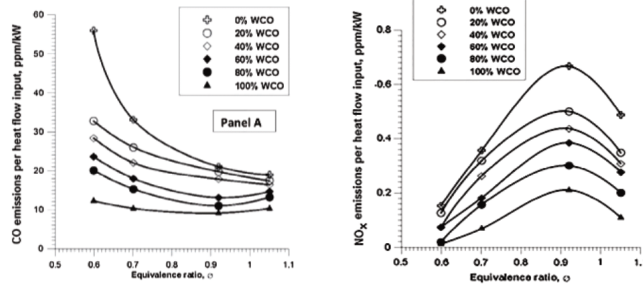 60
50
40
30
20
10
0
CO emissions per heat flow input, ppm/kW
0% WCO
20% WCO
40% WCO
60% WCO
80% WCO
100% WCO
Panel A
0.5 0.6 0.7 0.8 0.9 1.0 1.1
Equivalence ratio, ⌀
0% WCO
20% WCO
40% WCO
60% WCO
80% WCO
100% WCO
-0.8
-0.6
-0.4
0.2
0.0
NOX emissions per heat flow input, ppm/kW
0.5 0.6 0.7 0.8 0.9 1.0 1.
Equivalence ratio, ⌀